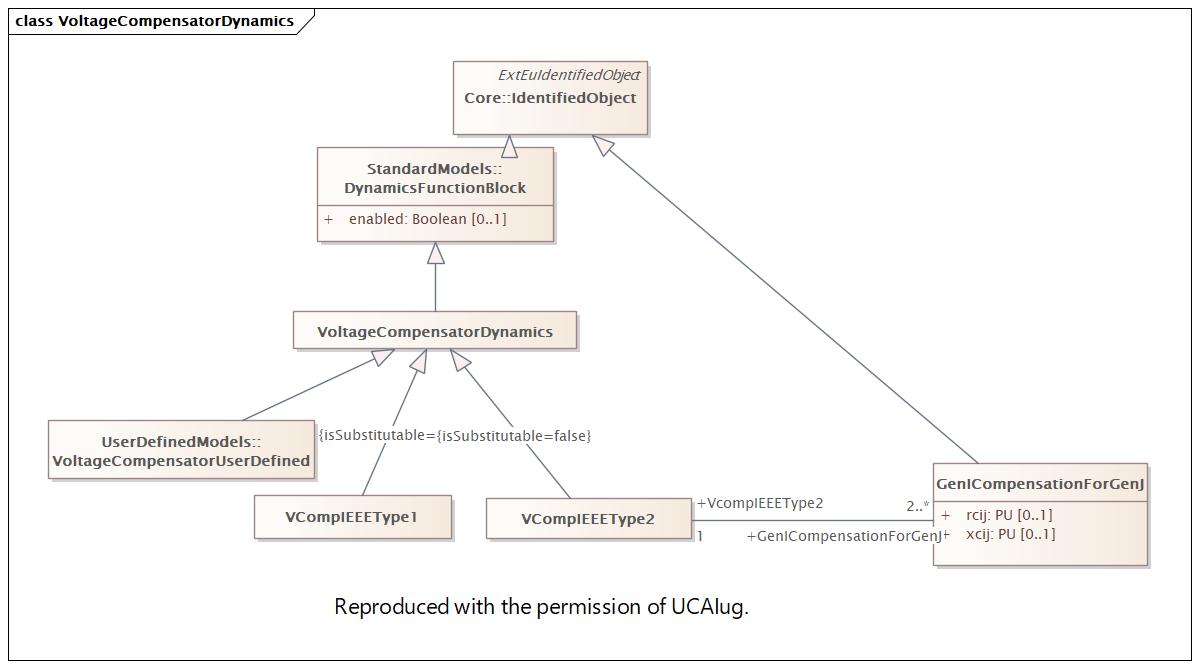 class VoltageCompensatorDynamics
ExtEuIdentifiedObject
Core::IdentifiedObject
StandardModels::
DynamicsFunctionBlock
+ enabled: Boolean [0..1]
VoltageCompensatorDynamics
UserDefinedModels::
VoltageCompensatorUserDefined
{isSubstitutable={isSubstitutable=false}
VCompIEEEType1
VCompIEEEType2
+VcompIEEEType2
2..*
1
+GenICompensationForGenJ
GenICompensationForGenJ
+ rcij: PU [0..1]
+ xcij: PU [0..1]
Reproduced with the permission of UCAIug.